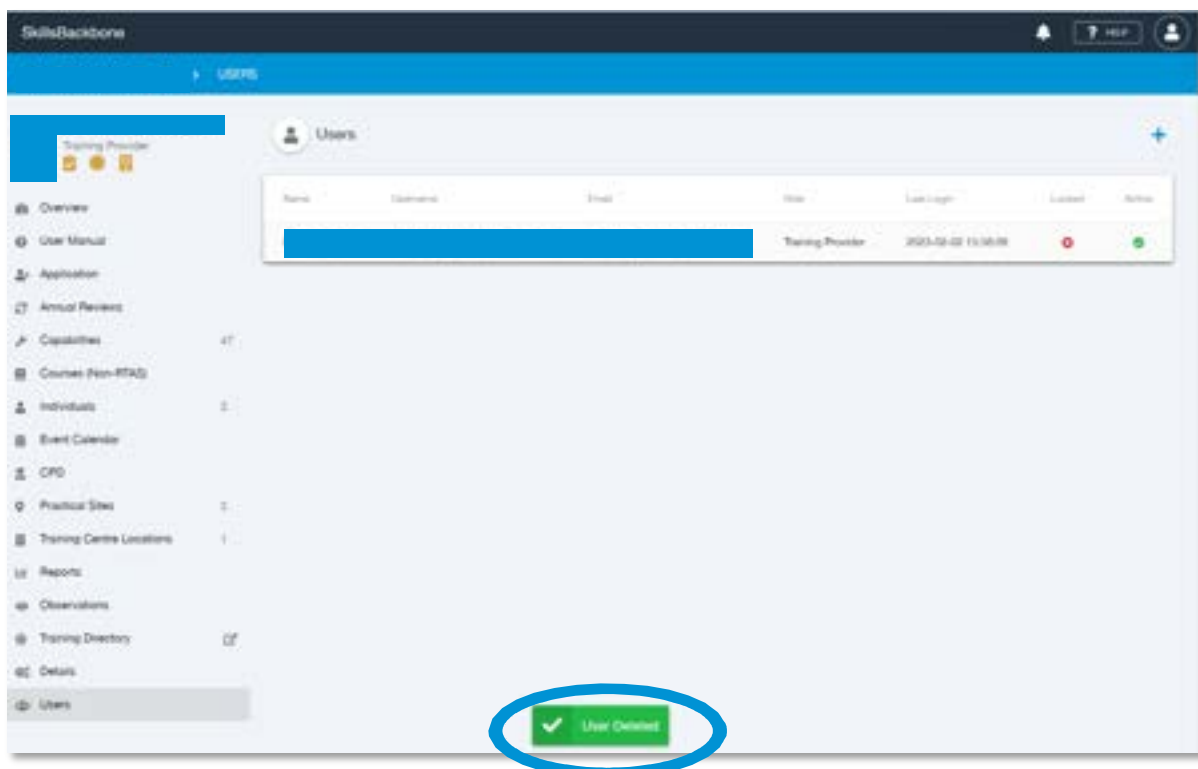 SkillsBackbone
? HELP
> USERS
Training Provider
Users
Name Username Email Role Last Login Locked Active
Training Provider
Overview
User Manual
Application
Annual Reviews
Capabilities 47
Courses (Non-RTAS)
Individuals
Event Calendar
CPD
Practical Sites
Training Centre Locations 1
Reports
Observations
Training Directory
Details
Users
User Deleted